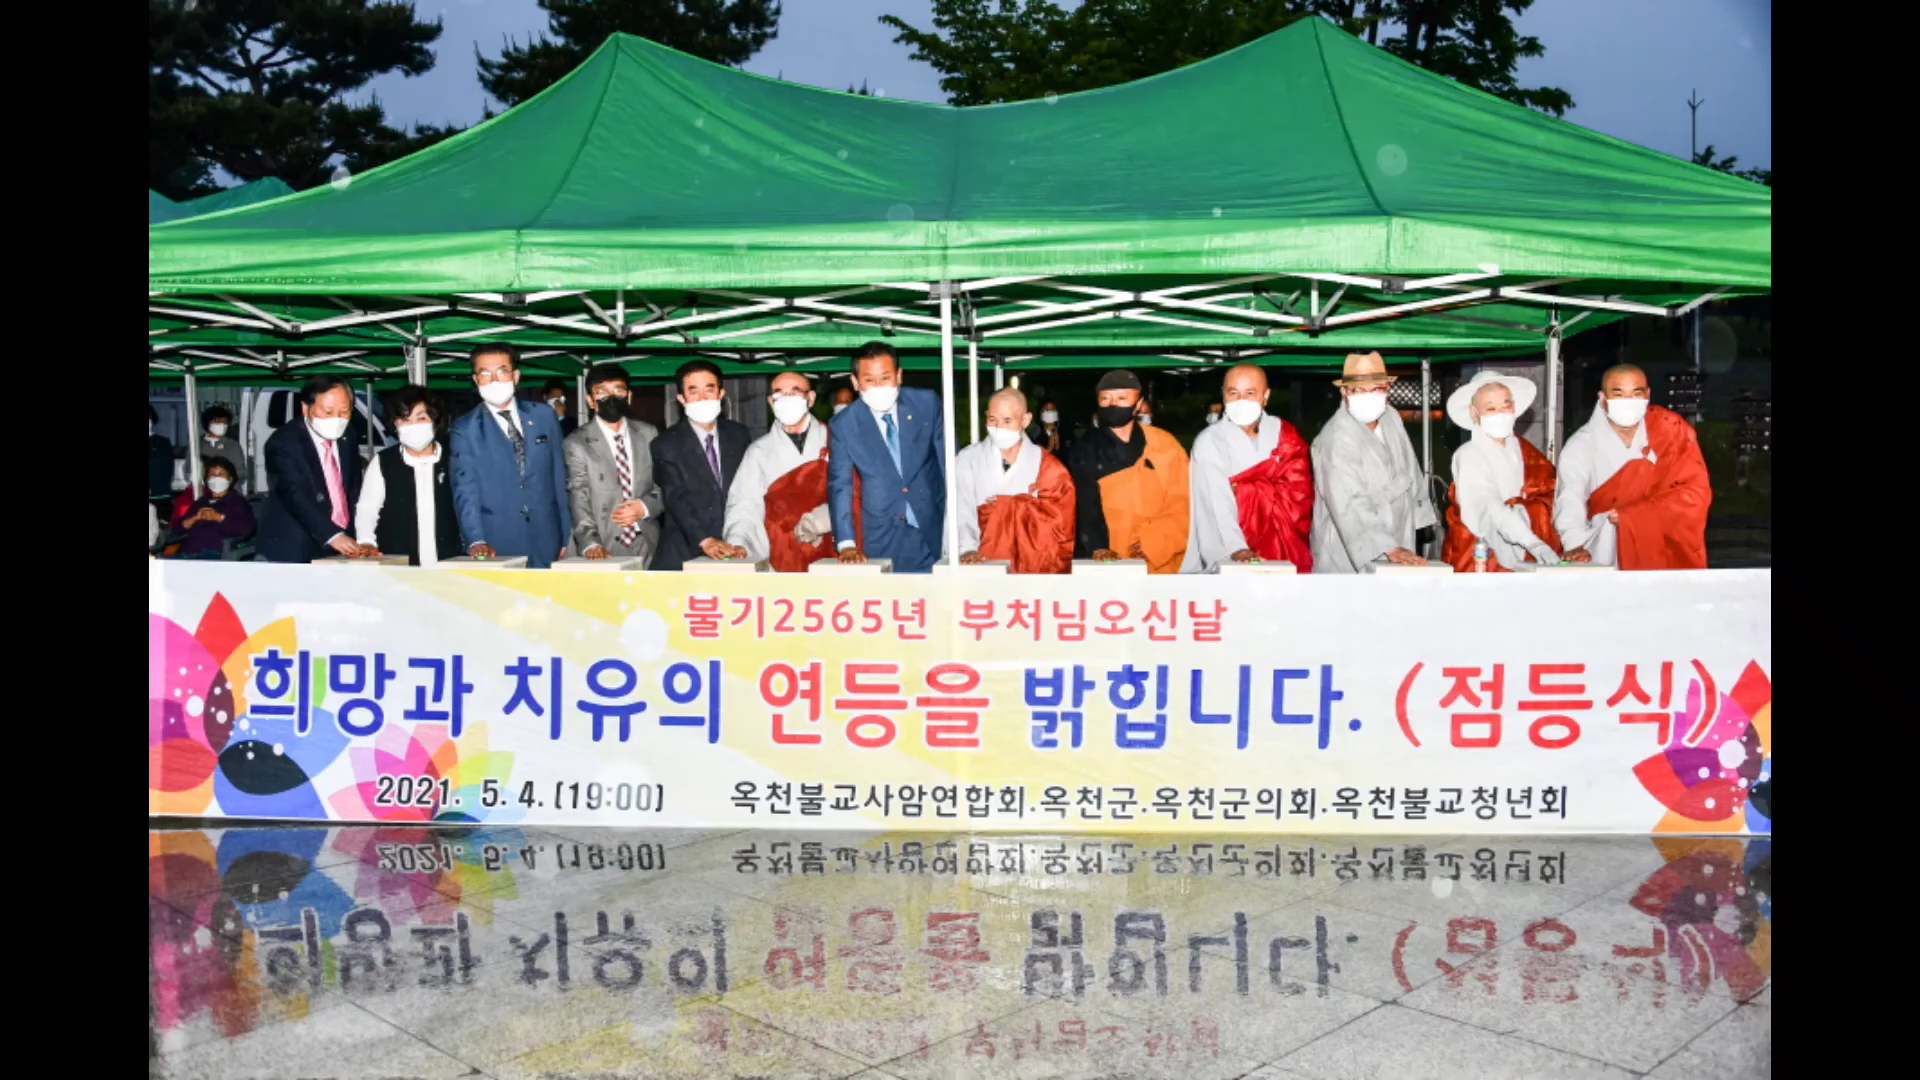 불기2565년 부처님오신날
희망과 치유의 연등을 밝힙니다. (점등식)
2021. 5. 4. (19:00) 옥천불교사암연합회.옥천군.옥천군의회.옥천불교청년회